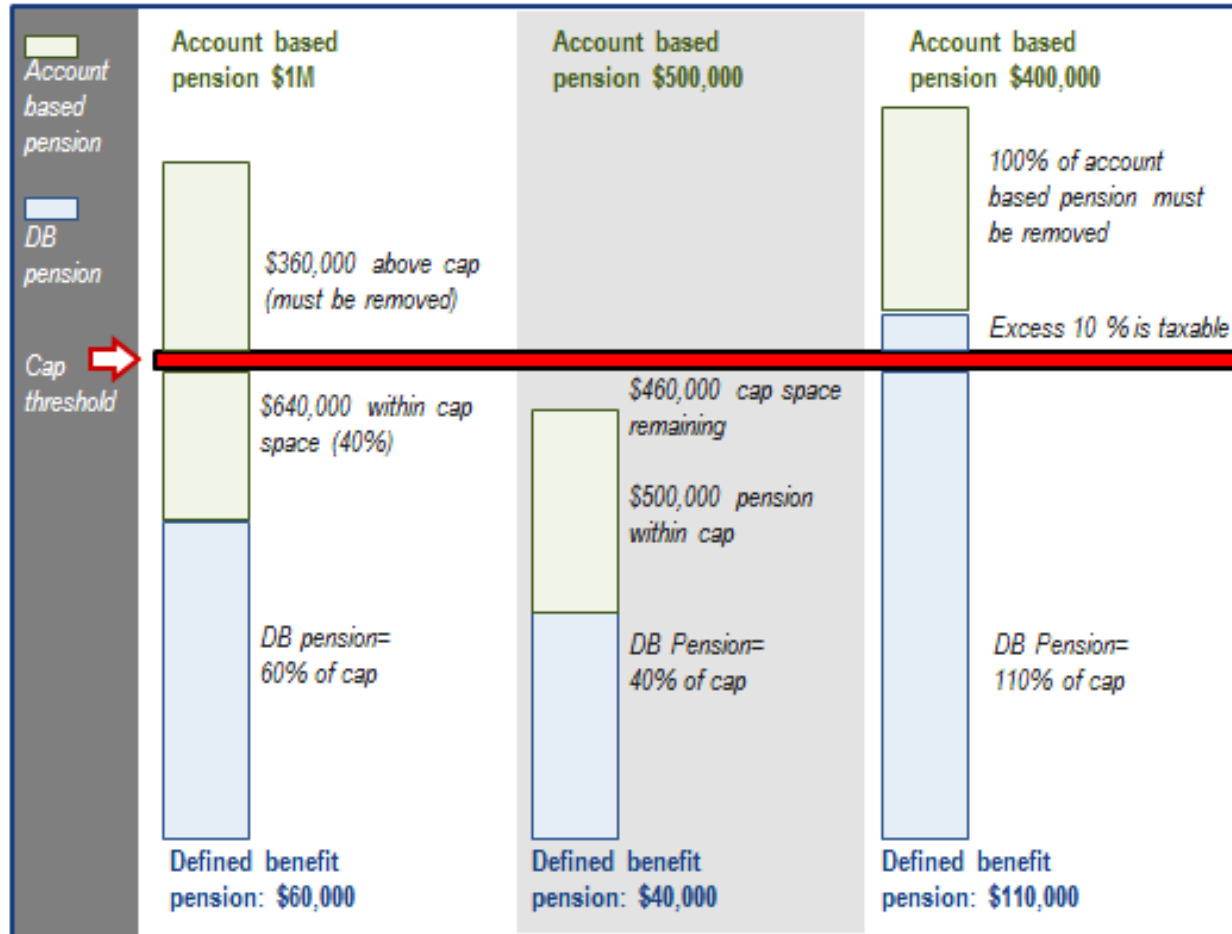 Account
based
pension
DB
pension
Cap
threshold
Account based
pension $1M
$360,000 above cap
(must be removed)
$640,000 within cap
space (40%)
DB pension=
60% of cap
Defined benefit
pension: $60,000
Account based
pension $500,000
$460,000 cap space
remaining
$500,000 pension
within cap
DB Pension=
40% of cap
Defined benefit
pension: $40,000
Account based
pension $400,000
100% of account
based pension must
be removed
Excess 10 % is taxable
DB Pension=
110% of cap
Defined benefit
pension: $110,000